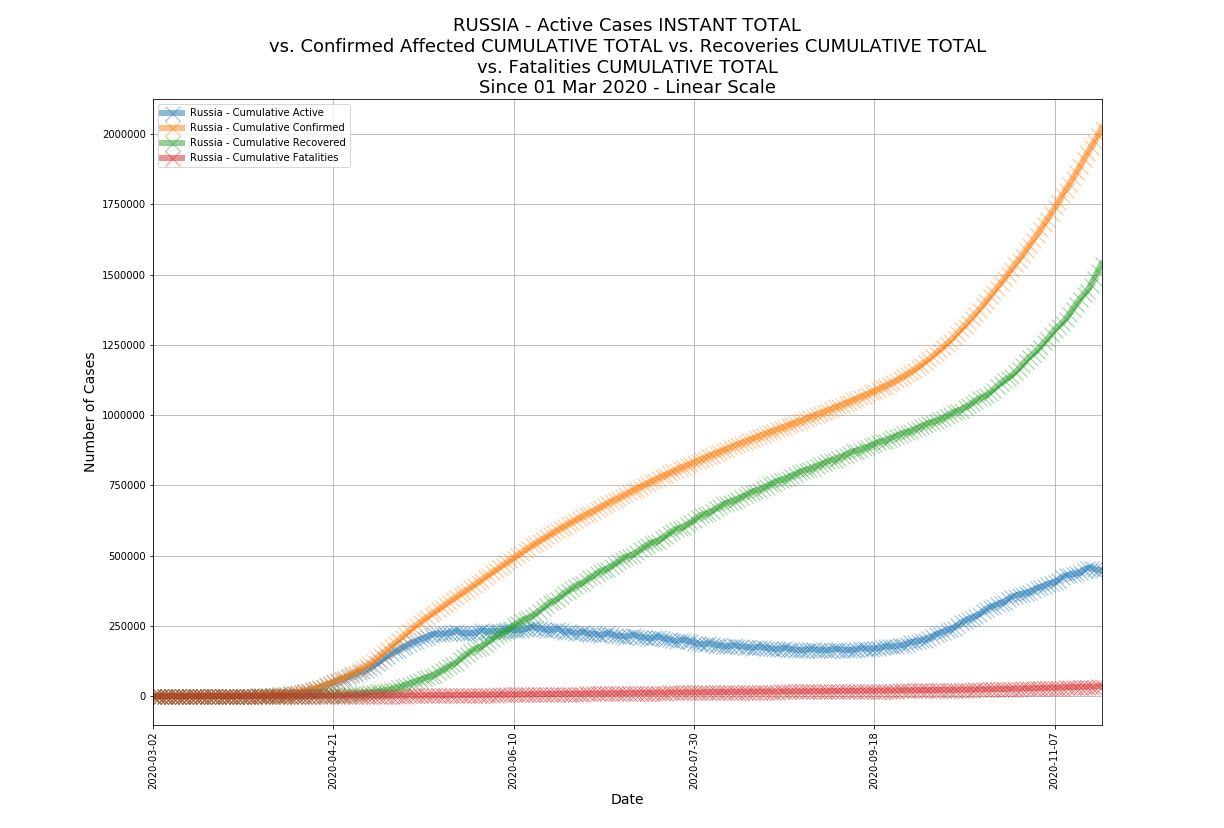 RUSSIA - Active Cases INSTANT TOTAL
vs. Confirmed Affected CUMULATIVE TOTAL vs. Recoveries CUMULATIVE TOTAL
vs. Fatalities CUMULATIVE TOTAL
Since 01 Mar 2020 - Linear Scale
Russia - Cumulative Active
Russia - Cumulative Confirmed
Russia - Cumulative Recovered
Russia - Cumulative Fatalities
2000000
1750000
1500000
1250000
1000000
750000
500000
250000
0
Number of Cases
2020-03-02
2020-04-21
2020-06-10
2020-07-30
2020-09-18
2020-11-07
Date